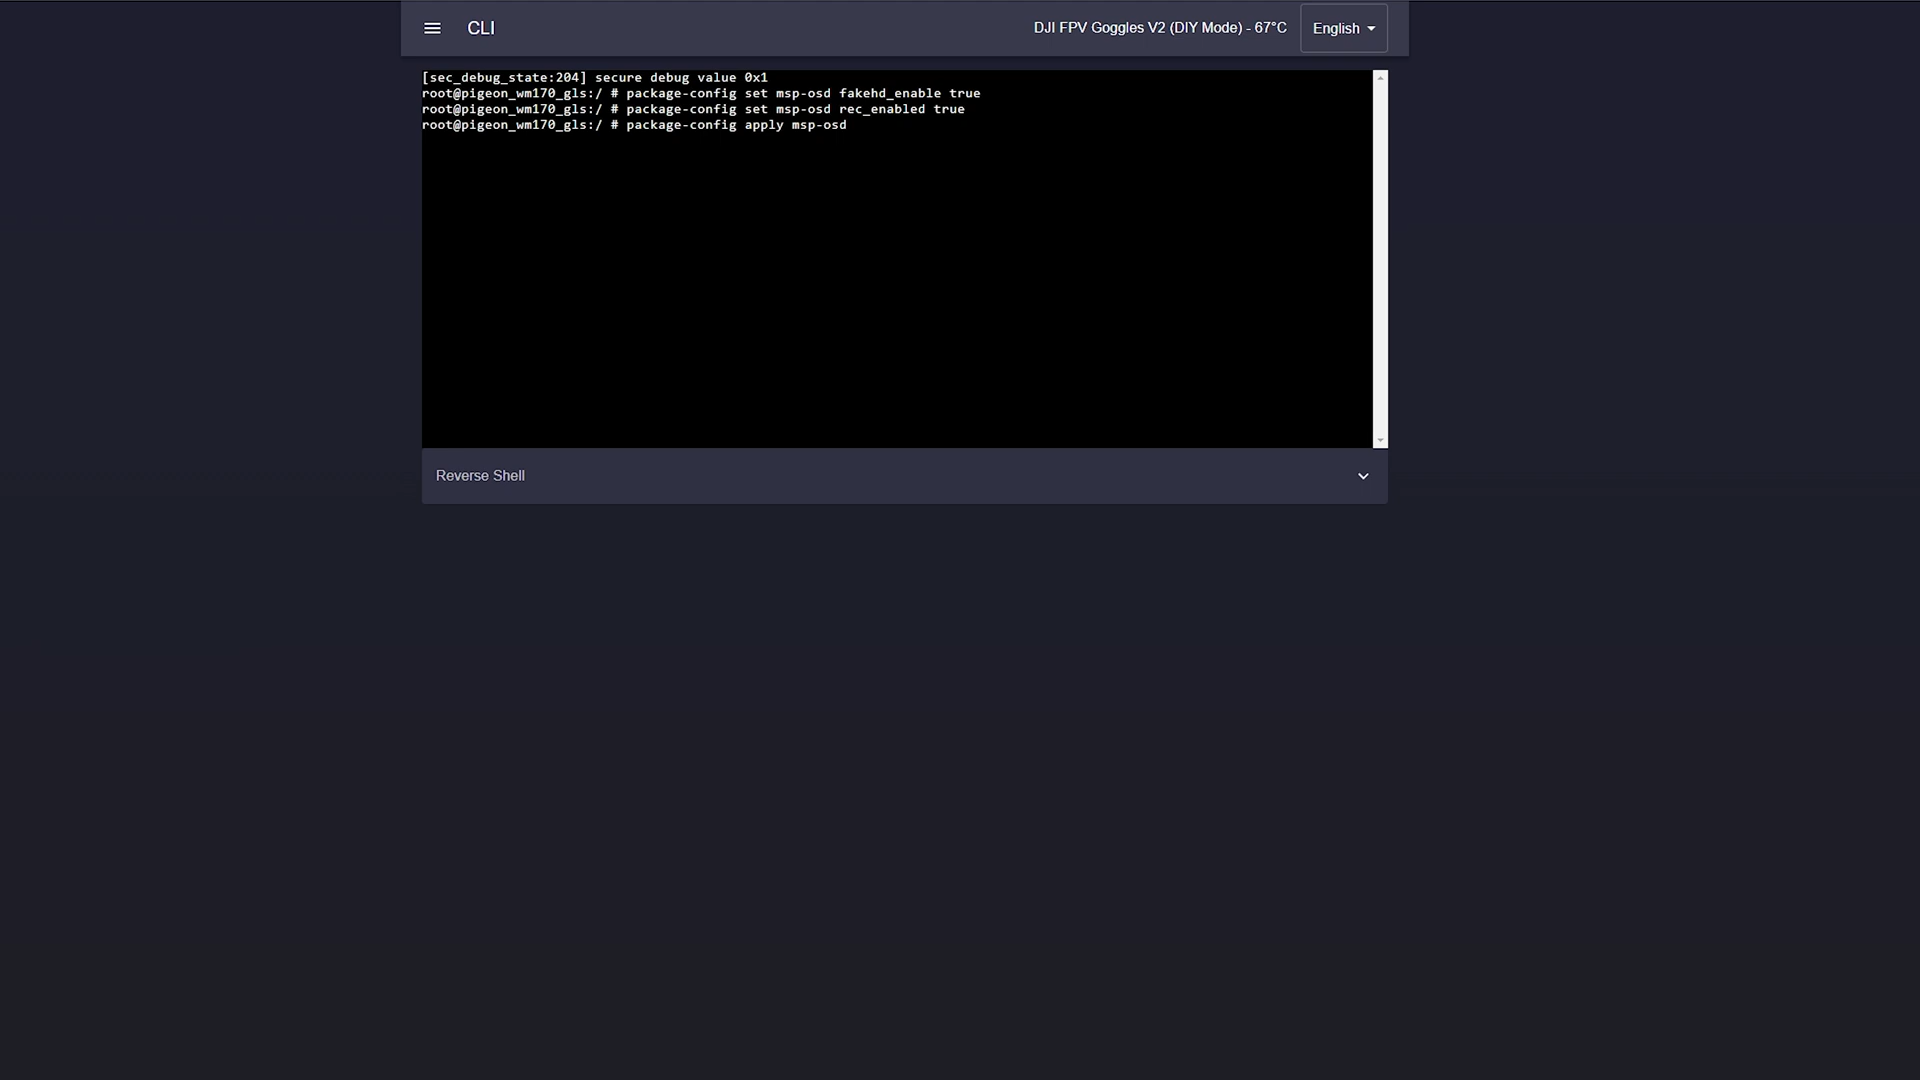 CLI
DJI FPV Goggles V2 (DIY Mode) - 67°C
English
[sec_debug_state:204] secure debug value 0x1
root@pigeon_wm170_gls:/ # package-config set msp-osd fakehd_enable true
root@pigeon_wm170_gls:/ # package-config set msp-osd rec_enabled true
root@pigeon_wm170_gls:/ # package-config apply msp-osd
Reverse Shell